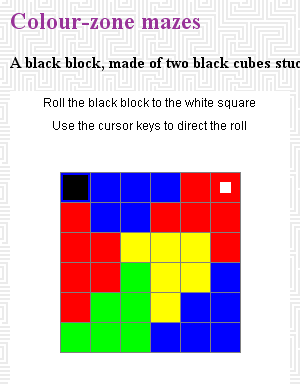 Colour-zone mazes
A black block, made of two black cubes stuc
Roll the black block to the white square
Use the cursor keys to direct the roll